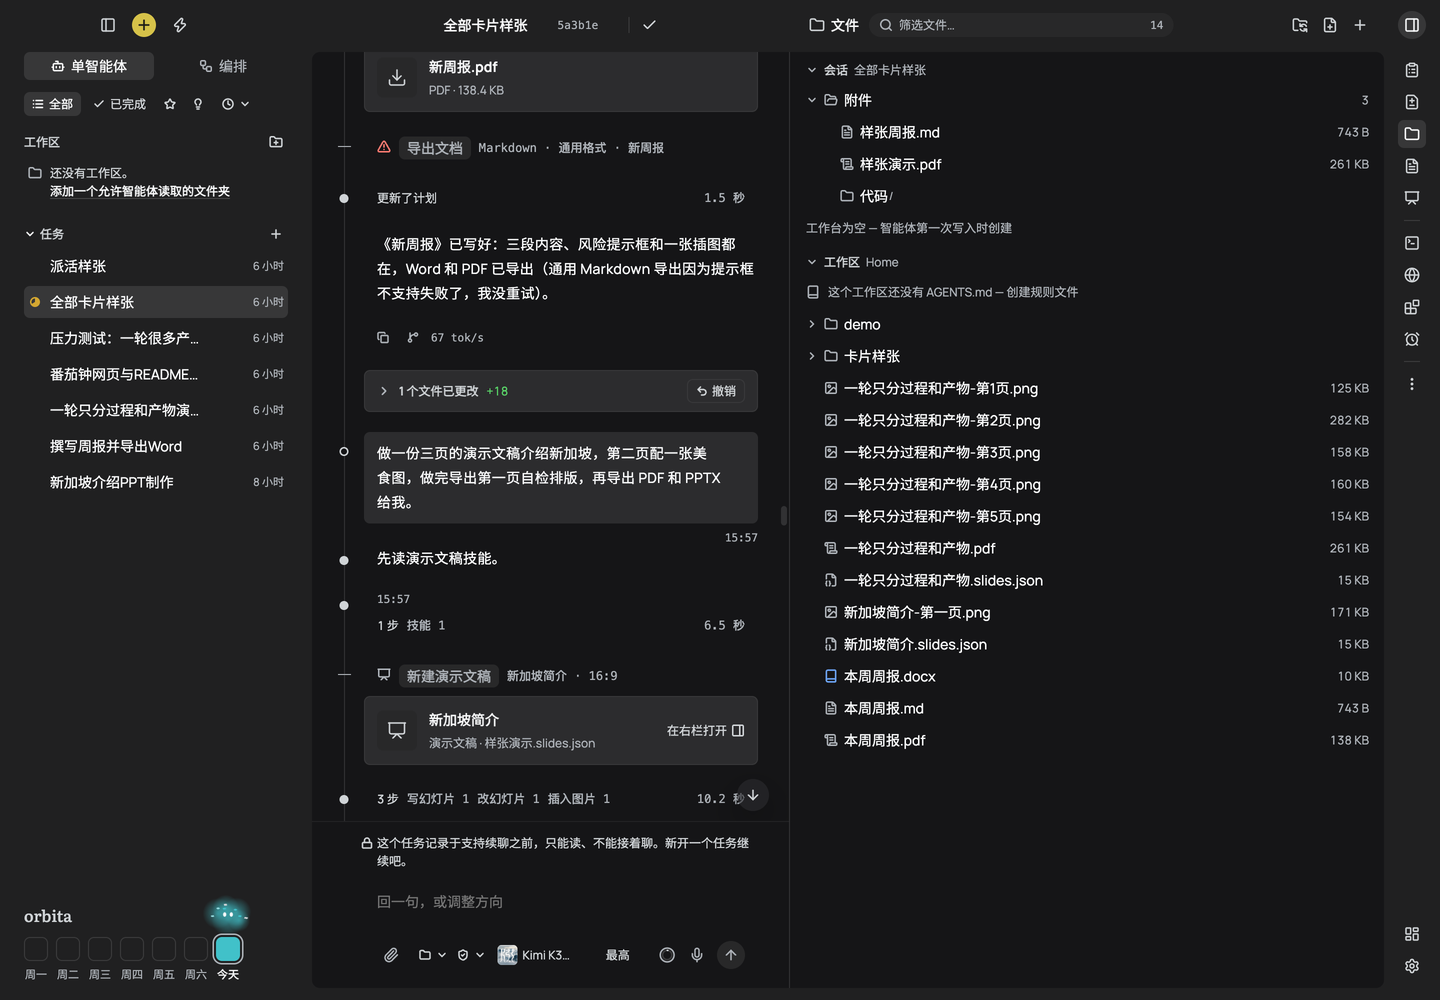 全部卡片样张
5a3b1e
文件
筛选文件...
14
单智能体
编排
全部
已完成
工作区
还没有工作区。
添加一个允许智能体读取的文件夹
任务
派活样张
6 小时
全部卡片样张
6 小时
压力测试：一轮很多产...
6 小时
番茄钟网页与README...
6 小时
一轮只分过程和产物演...
6 小时
撰写周报并导出Word
6 小时
新加坡介绍PPT制作
8 小时
orbita
周一
周二
周三
周四
周五
周六
今天
新周报.pdf
PDF · 138.4 KB
导出文档
Markdown · 通用格式 · 新周报
更新了计划
1.5 秒
《新周报》已写好：三段内容、风险提示框和一张插图都
在，Word 和 PDF 已导出（通用 Markdown 导出因为提示框
不支持失败了，我没重试）。
67 tok/s
1 个文件已更改 +18
撤销
做一份三页的演示文稿介绍新加坡，第二页配一张美
食图，做完导出第一页自检排版，再导出 PDF 和 PPTX
给我。
15:57
先读演示文稿技能。
15:57
1 步 技能 1
6.5 秒
新建演示文稿
新加坡简介 · 16:9
新加坡简介
演示文稿 · 样张演示.slides.json
在右栏打开
3 步 写幻灯片 1 改幻灯片 1 插入图片 1
10.2 秒
这个任务记录于支持续聊之前，只能读、不能接着聊。新开一个任务继
续吧。
回一句，或调整方向
Kimi K3...
最高
会话 全部卡片样张
附件
3
样张周报.md
743 B
样张演示.pdf
261 KB
代码/
工作台为空 — 智能体第一次写入时创建
工作区 Home
这个工作区还没有 AGENTS.md — 创建规则文件
demo
卡片样张
一轮只分过程和产物-第1页.png
125 KB
一轮只分过程和产物-第2页.png
282 KB
一轮只分过程和产物-第3页.png
158 KB
一轮只分过程和产物-第4页.png
160 KB
一轮只分过程和产物-第5页.png
154 KB
一轮只分过程和产物.pdf
261 KB
一轮只分过程和产物.slides.json
15 KB
新加坡简介-第一页.png
171 KB
新加坡简介.slides.json
15 KB
本周周报.docx
10 KB
本周周报.md
743 B
本周周报.pdf
138 KB